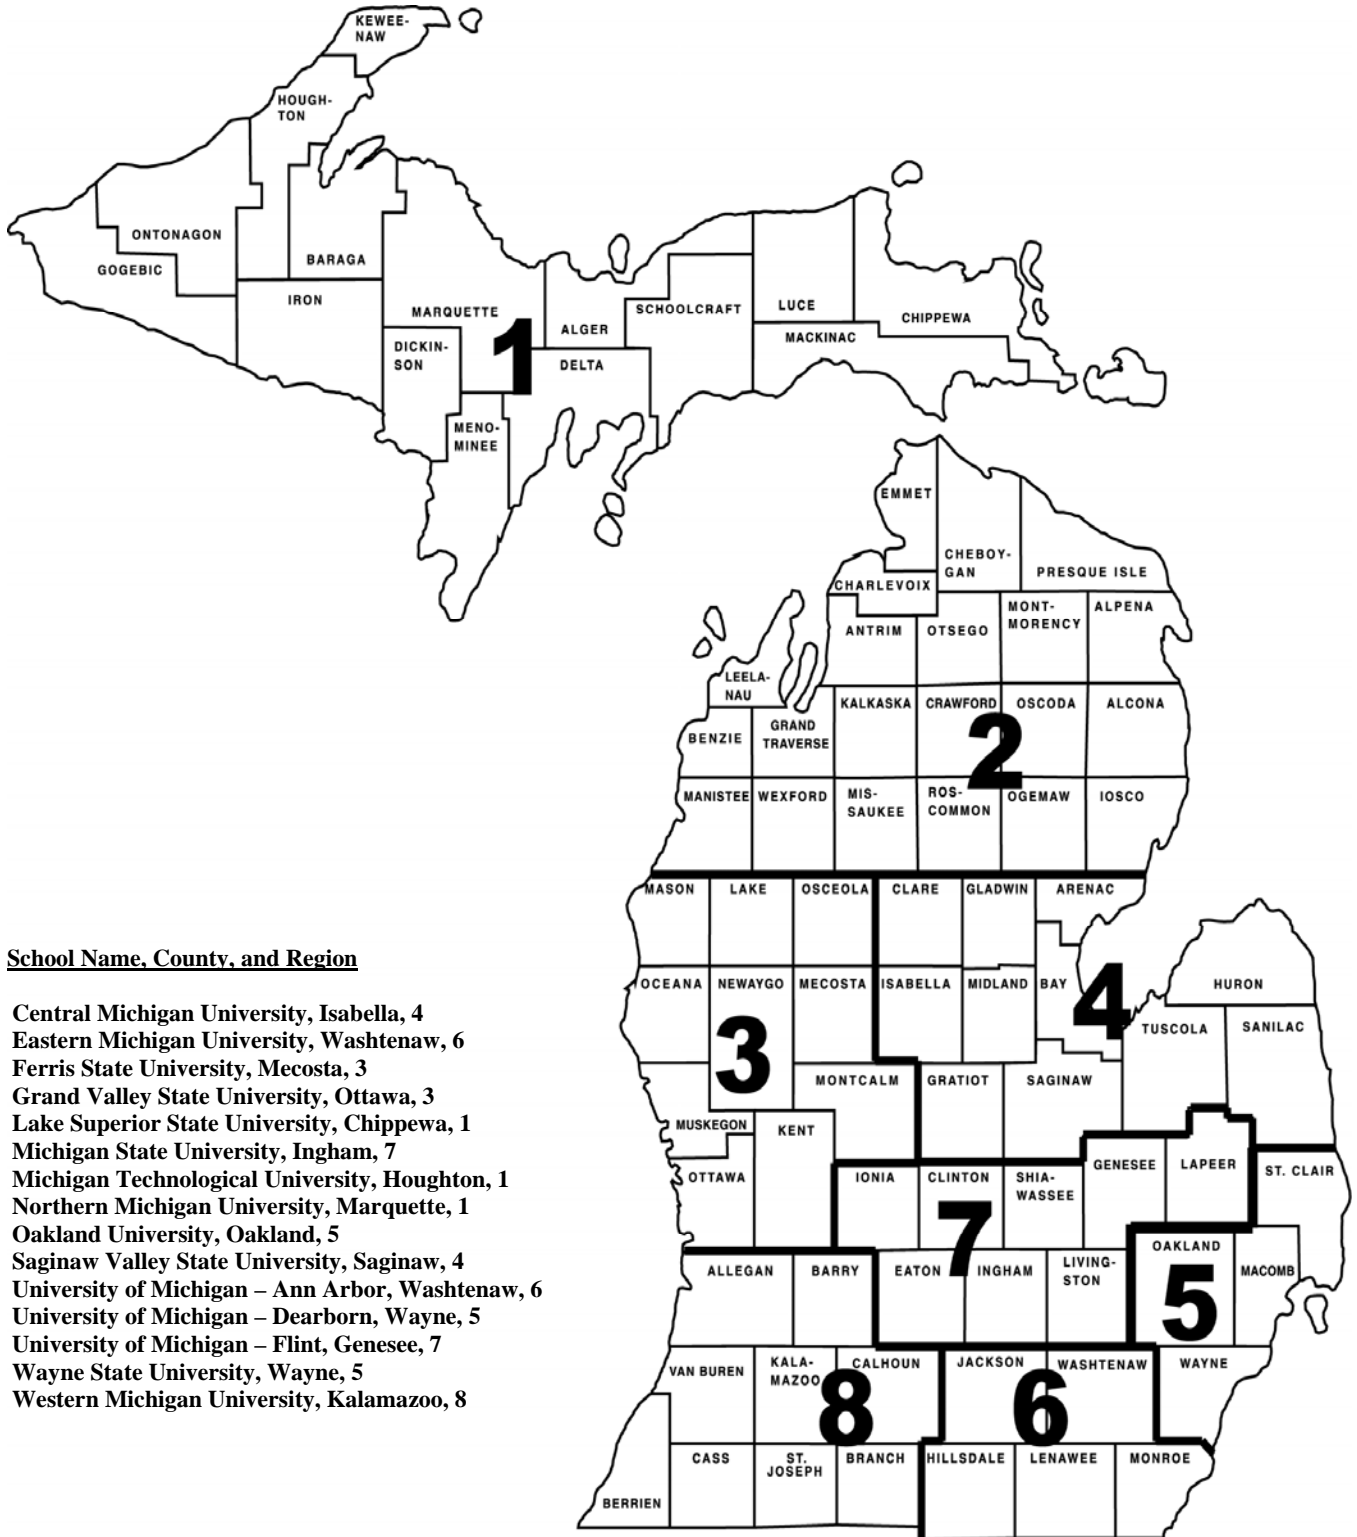 KEWEE-
NAW
HOUGH-
TON
ONTONAGON
GOGEBIC
BARAGA
IRON
MARQUETTE
1
DICKIN-
SON
MENO-
MINEE
ALGER
DELTA
SCHOOLCRAFT
LUCE
MACKINAC
CHIPPEWA
EMMET
CHEBOY-
GAN
PRESQUE ISLE
CHARLEVOIX
ANTRIM
OTSEGO
MONT-
MORENCY
ALPENA
LEELA-
NAU
BENZIE
GRAND
TRAVERSE
KALKASKA
CRAWFORD
OSCODA
ALCONA
2
MANISTEE
WEXFORD
MIS-
SAUKEE
ROS-
COMMON
OGEMAW
IOSCO
MASON
LAKE
OSCEOLA
CLARE
GLADWIN
ARENAC
OCEANA
NEWAYGO
MECOSTA
ISABELLA
MIDLAND
BAY
4
HURON
TUSCOLA
SANILAC
3
MONTCALM
GRATIOT
SAGINAW
MUSKEGON
KENT
OTTAWA
IONIA
CLINTON
SHIA-
WASSEE
GENESEE
LAPEER
ST. CLAIR
7
ALLEGAN
BARRY
EATON
INGHAM
LIVING-
STON
OAKLAND
MACOMB
5
VAN BUREN
KALA-
MAZOO
CALHOUN
JACKSON
WASHTENAW
WAYNE
8
6
BERRIEN
CASS
ST.
JOSEPH
BRANCH
HILLSDALE
LENAWEE
MONROE
School Name, County, and Region
Central Michigan University, Isabella, 4
Eastern Michigan University, Washtenaw, 6
Ferris State University, Mecosta, 3
Grand Valley State University, Ottawa, 3
Lake Superior State University, Chippewa, 1
Michigan State University, Ingham, 7
Michigan Technological University, Houghton, 1
Northern Michigan University, Marquette, 1
Oakland University, Oakland, 5
Saginaw Valley State University, Saginaw, 4
University of Michigan – Ann Arbor, Washtenaw, 6
University of Michigan – Dearborn, Wayne, 5
University of Michigan – Flint, Genesee, 7
Wayne State University, Wayne, 5
Western Michigan University, Kalamazoo, 8